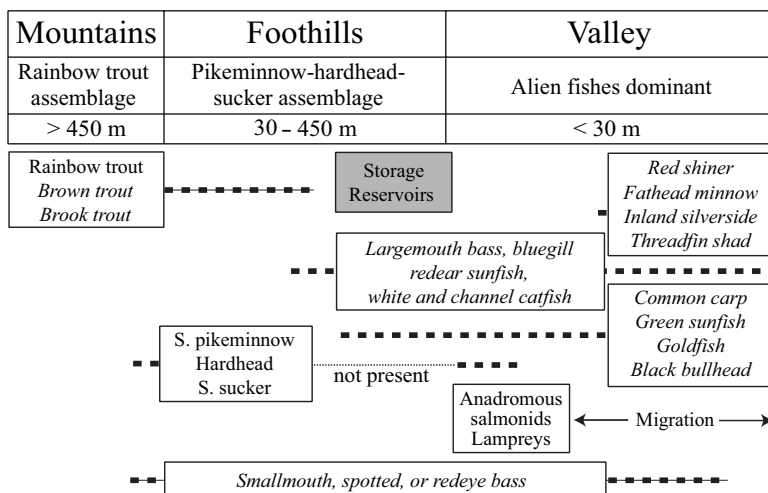 Mountains
Foothills
Valley
Rainbow trout
assemblage
Pikeminnow-hardhead-
sucker assemblage
Alien fishes dominant
> 450 m
30 – 450 m
< 30 m
Rainbow trout
Brown trout
Brook trout
Storage
Reservoirs
Red shiner
Fathead minnow
Inland silverside
Threadfin shad
Largemouth bass, bluegill
redear sunfish,
white and channel catfish
Common carp
Green sunfish
Goldfish
Black bullhead
S. pikeminnow
Hardhead
S. sucker
not present
Anadromous
salmonids
Lampreys
Migration
Smallmouth, spotted, or redeye bass